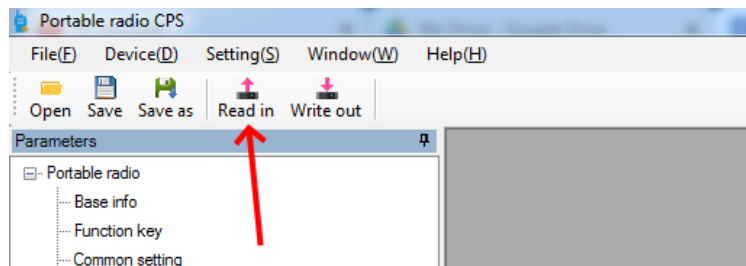 Portable radio CPS
File(F) Device(D) Setting(S) Window(W) Help(H)
Open Save Save as Read in Write out
Parameters
Portable radio
Base info
Function key
Common setting